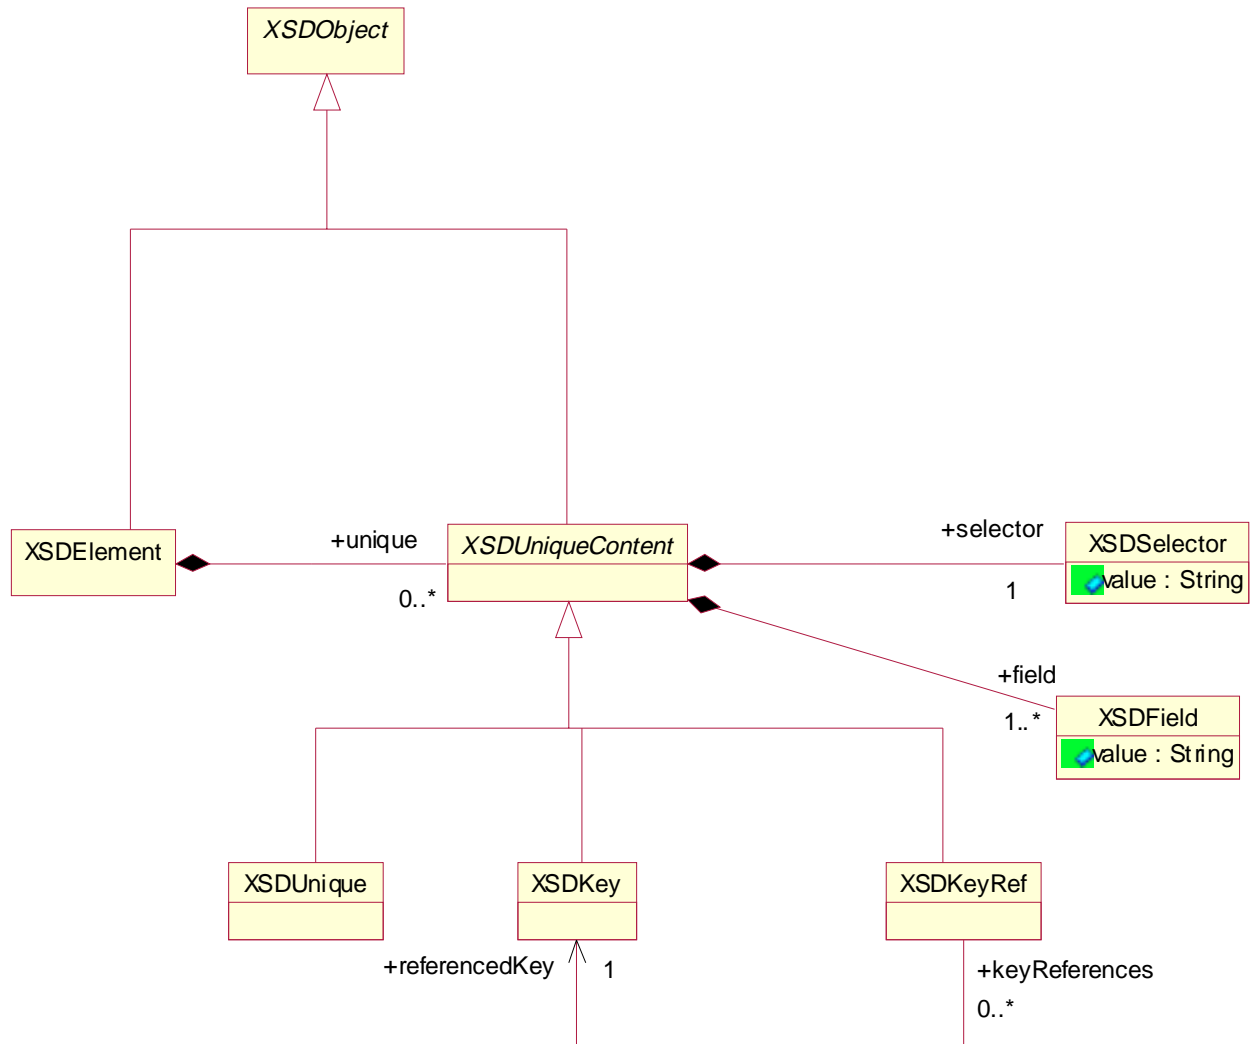 XSDObject
XSDElement
+unique
0..*
XSDUniqueContent
+selector
1
XSDSelector
value : String
+field
1..*
XSDField
value : String
XSDUnique
XSDKey
XSDKeyRef
+referencedKey
1
+keyReferences
0..*